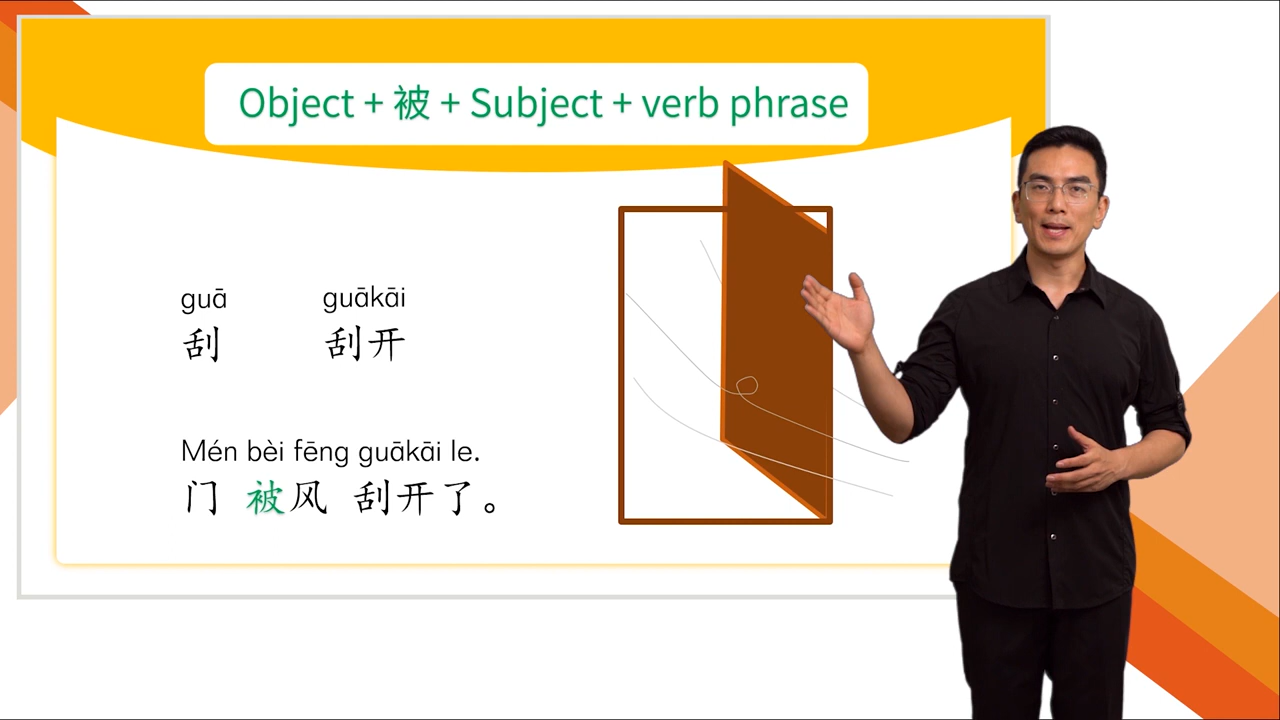 Object + 被 + Subject + verb phrase
guā guākāi
刮 刮开
Mén bèi fēng guākāi le.
门 被风 刮开了。